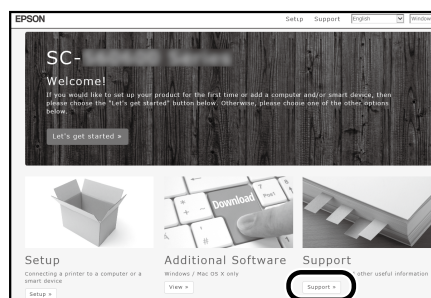 EPSON
Setup Support English Windows
SC-
Welcome!
If you would like to set up your product for the first time or add a computer and/or smart device, then
please choose the "Let's get started" button below. Otherwise, please choose one of the other options
below.
Let's get started »
Download
Setup
Connecting a printer to a computer or a
smart device
Setup »
Additional Software
Windows / Mac OS X only
View »
Support
other useful information
Support »